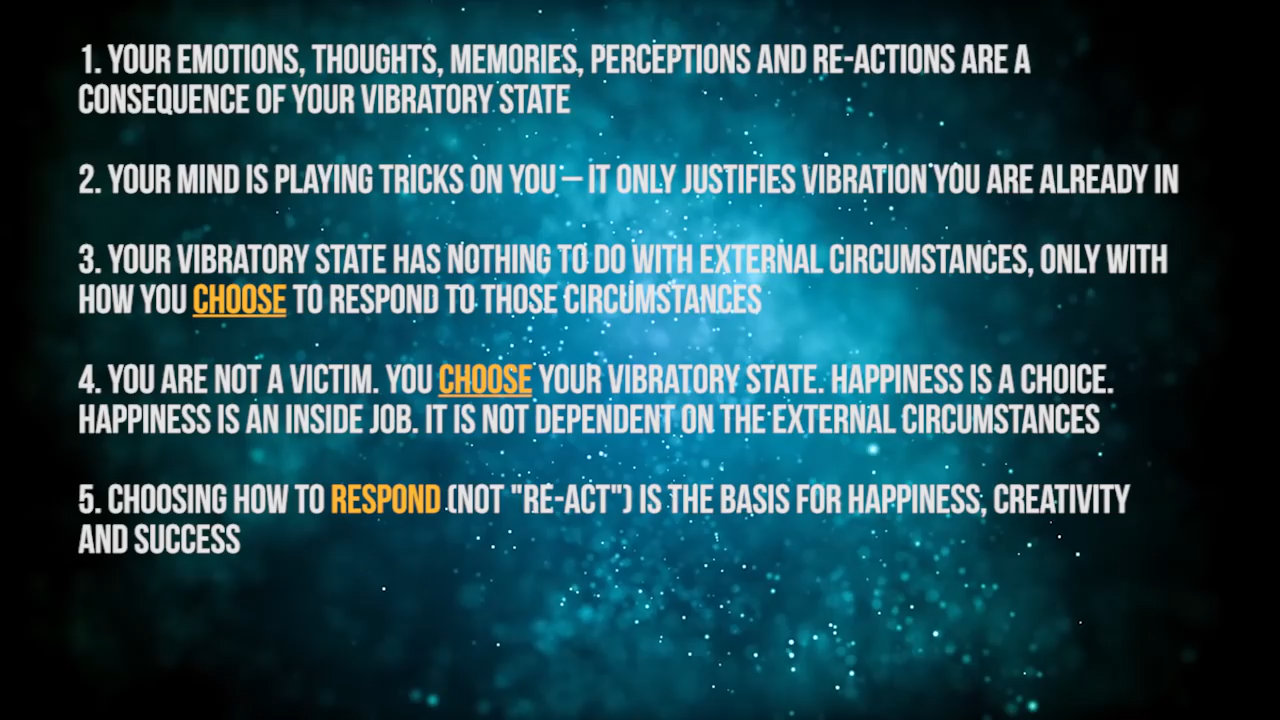 1. YOUR EMOTIONS, THOUGHTS, MEMORIES, PERCEPTIONS AND RE-ACTIONS ARE A
CONSEQUENCE OF YOUR VIBRATORY STATE
2. YOUR MIND IS PLAYING TRICKS ON YOU – IT ONLY JUSTIFIES VIBRATION YOU ARE ALREADY IN
3. YOUR VIBRATORY STATE HAS NOTHING TO DO WITH EXTERNAL CIRCUMSTANCES, ONLY WITH
HOW YOU CHOOSE TO RESPOND TO THOSE CIRCUMSTANCES
4. YOU ARE NOT A VICTIM. YOU CHOOSE YOUR VIBRATORY STATE. HAPPINESS IS A CHOICE.
HAPPINESS IS AN INSIDE JOB. IT IS NOT DEPENDENT ON THE EXTERNAL CIRCUMSTANCES
5. CHOOSING HOW TO RESPOND (NOT "RE-ACT") IS THE BASIS FOR HAPPINESS, CREATIVITY
AND SUCCESS